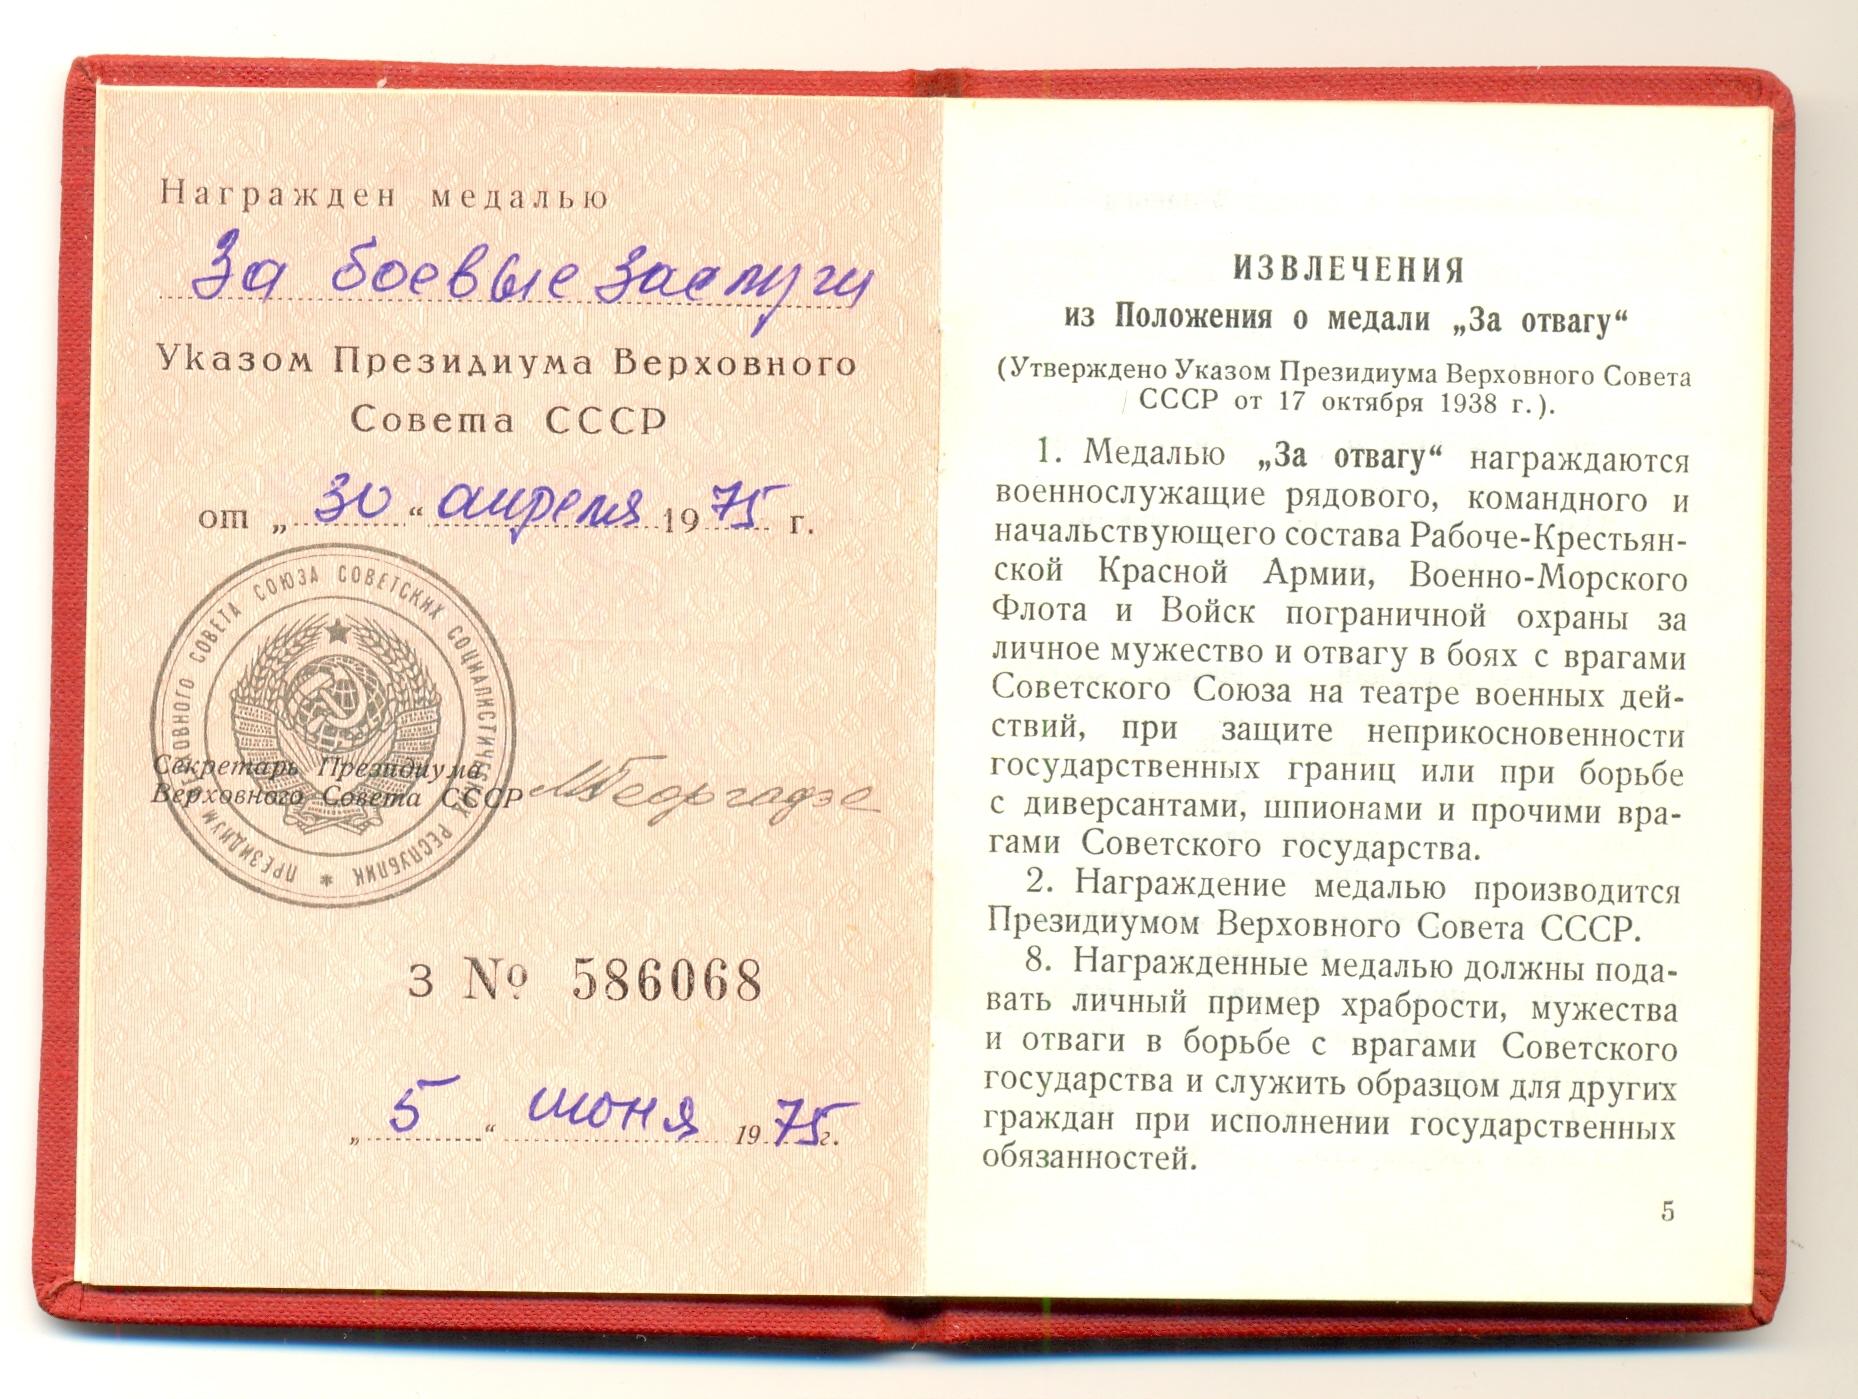 Награжден медалью
За боевые заслуги
Указом Президиума Верховного
Совета СССР
от „30“ апреля 1975 г.
ПРЕЗИДИУМ ВЕРХОВНОГО СОВЕТА СОЮЗА СОВЕТСКИХ СОЦИАЛИСТИЧЕСКИХ РЕСПУБЛИК *
Секретарь Президиума
Верховного Совета СССР МГеоргадзе
З № 586068
„5“ июня 1975г.
ИЗВЛЕЧЕНИЯ
из Положения о медали „За отвагу“
(Утверждено Указом Президиума Верховного Совета
СССР от 17 октября 1938 г.).
1. Медалью „За отвагу“ награждаются
военнослужащие рядового, командного и
начальствующего состава Рабоче-Крестьян-
ской Красной Армии, Военно-Морского
Флота и Войск пограничной охраны за
личное мужество и отвагу в боях с врагами
Советского Союза на театре военных дей-
ствий, при защите неприкосновенности
государственных границ или при борьбе
с диверсантами, шпионами и прочими вра-
гами Советского государства.
2. Награждение медалью производится
Президиумом Верховного Совета СССР.
8. Награжденные медалью должны пода-
вать личный пример храбрости, мужества
и отваги в борьбе с врагами Советского
государства и служить образцом для других
граждан при исполнении государственных
обязанностей.
5